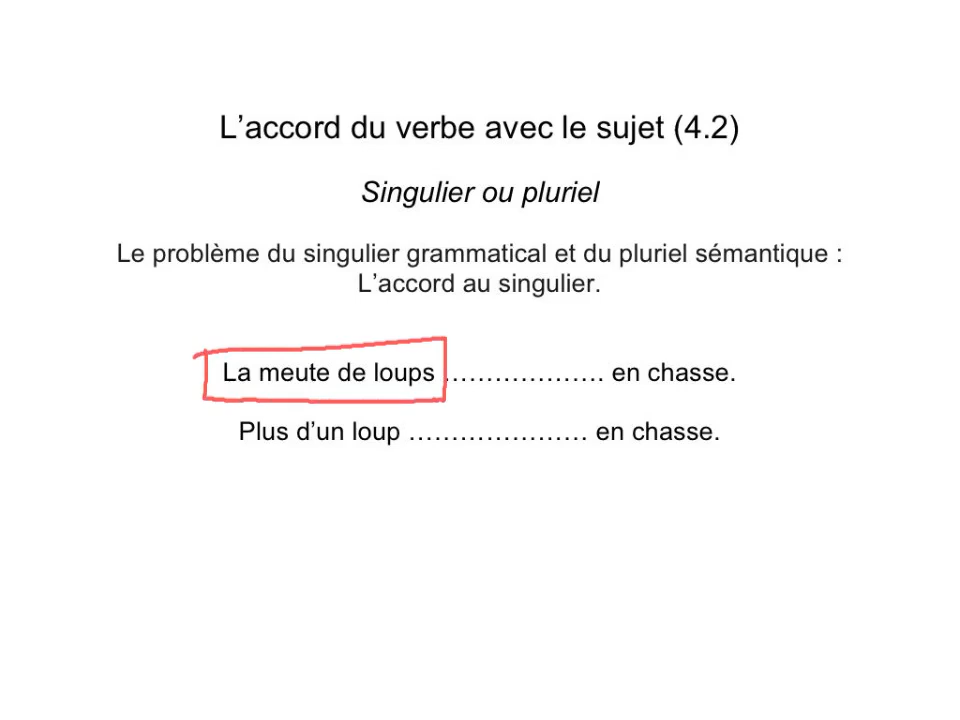 L’accord du verbe avec le sujet (4.2)
Singulier ou pluriel
Le problème du singulier grammatical et du pluriel sémantique :
L’accord au singulier.
La meute de loups ………………. en chasse.
Plus d’un loup ………………… en chasse.